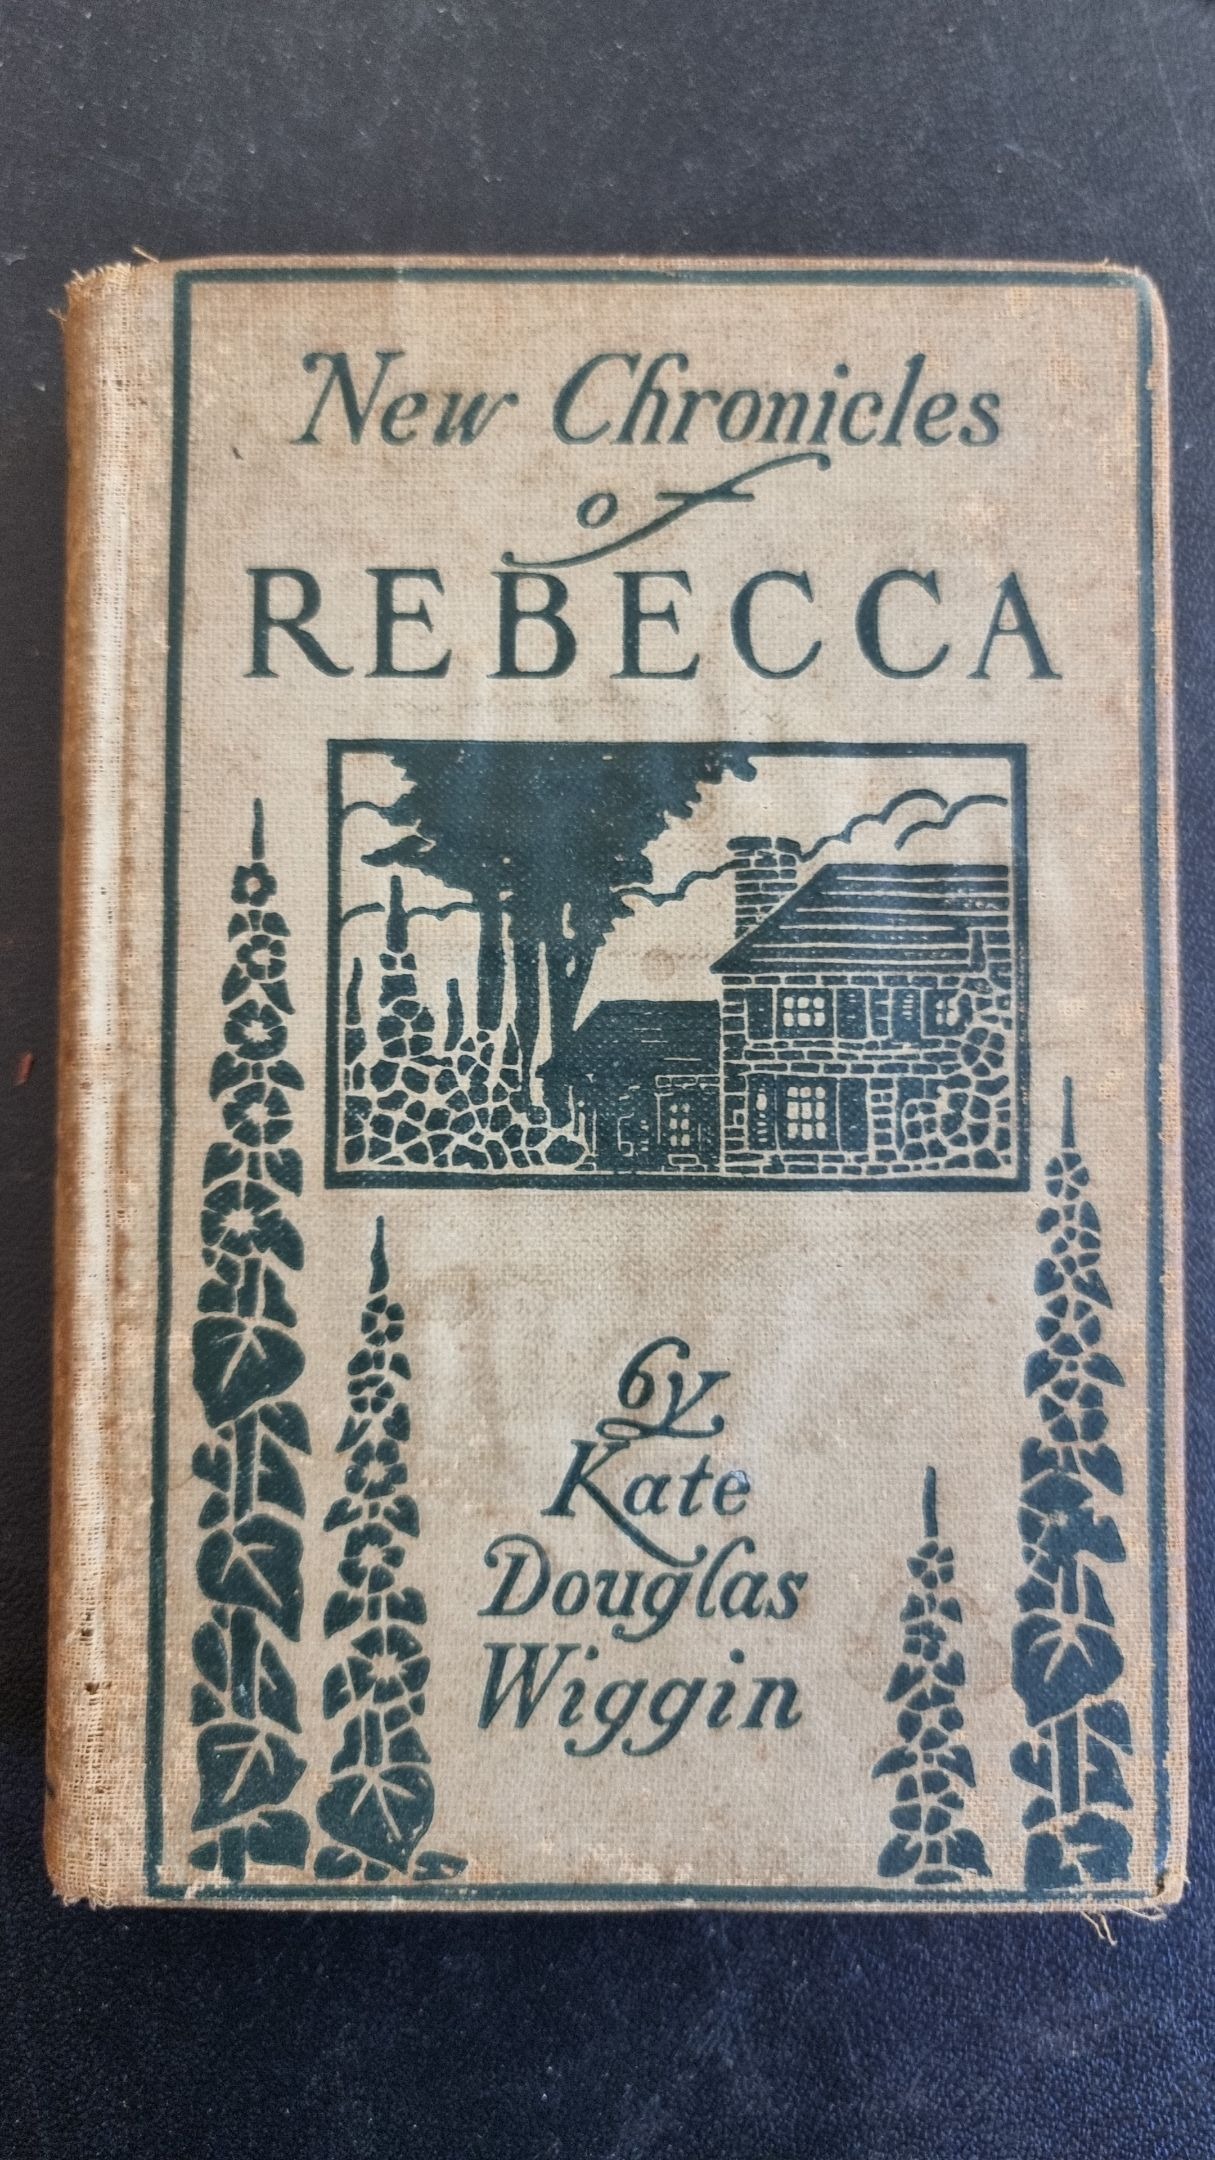 New Chronicles
of
REBECCA
by
Kate
Douglas
Wiggin